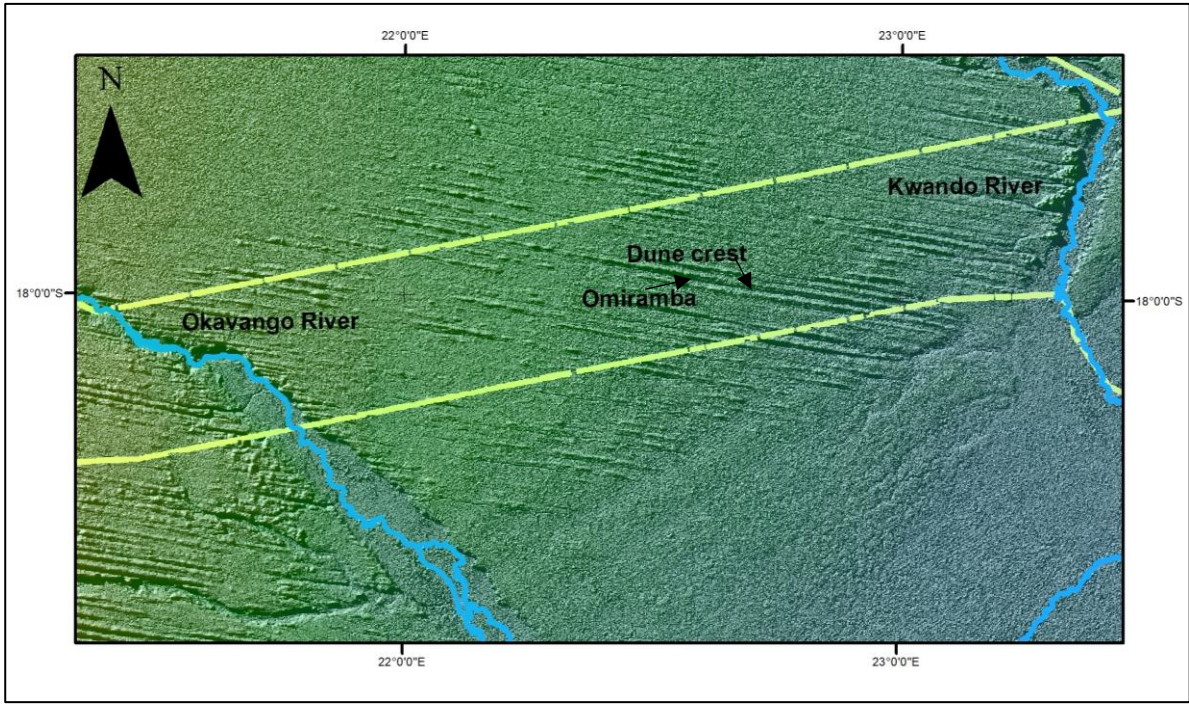 22°0'0"E
23°0'0"E
N
Kwando River
Dune crest
18°0'0"S
Omiramba
18°0'0"S
Okavango River
22°0'0"E
23°0'0"E